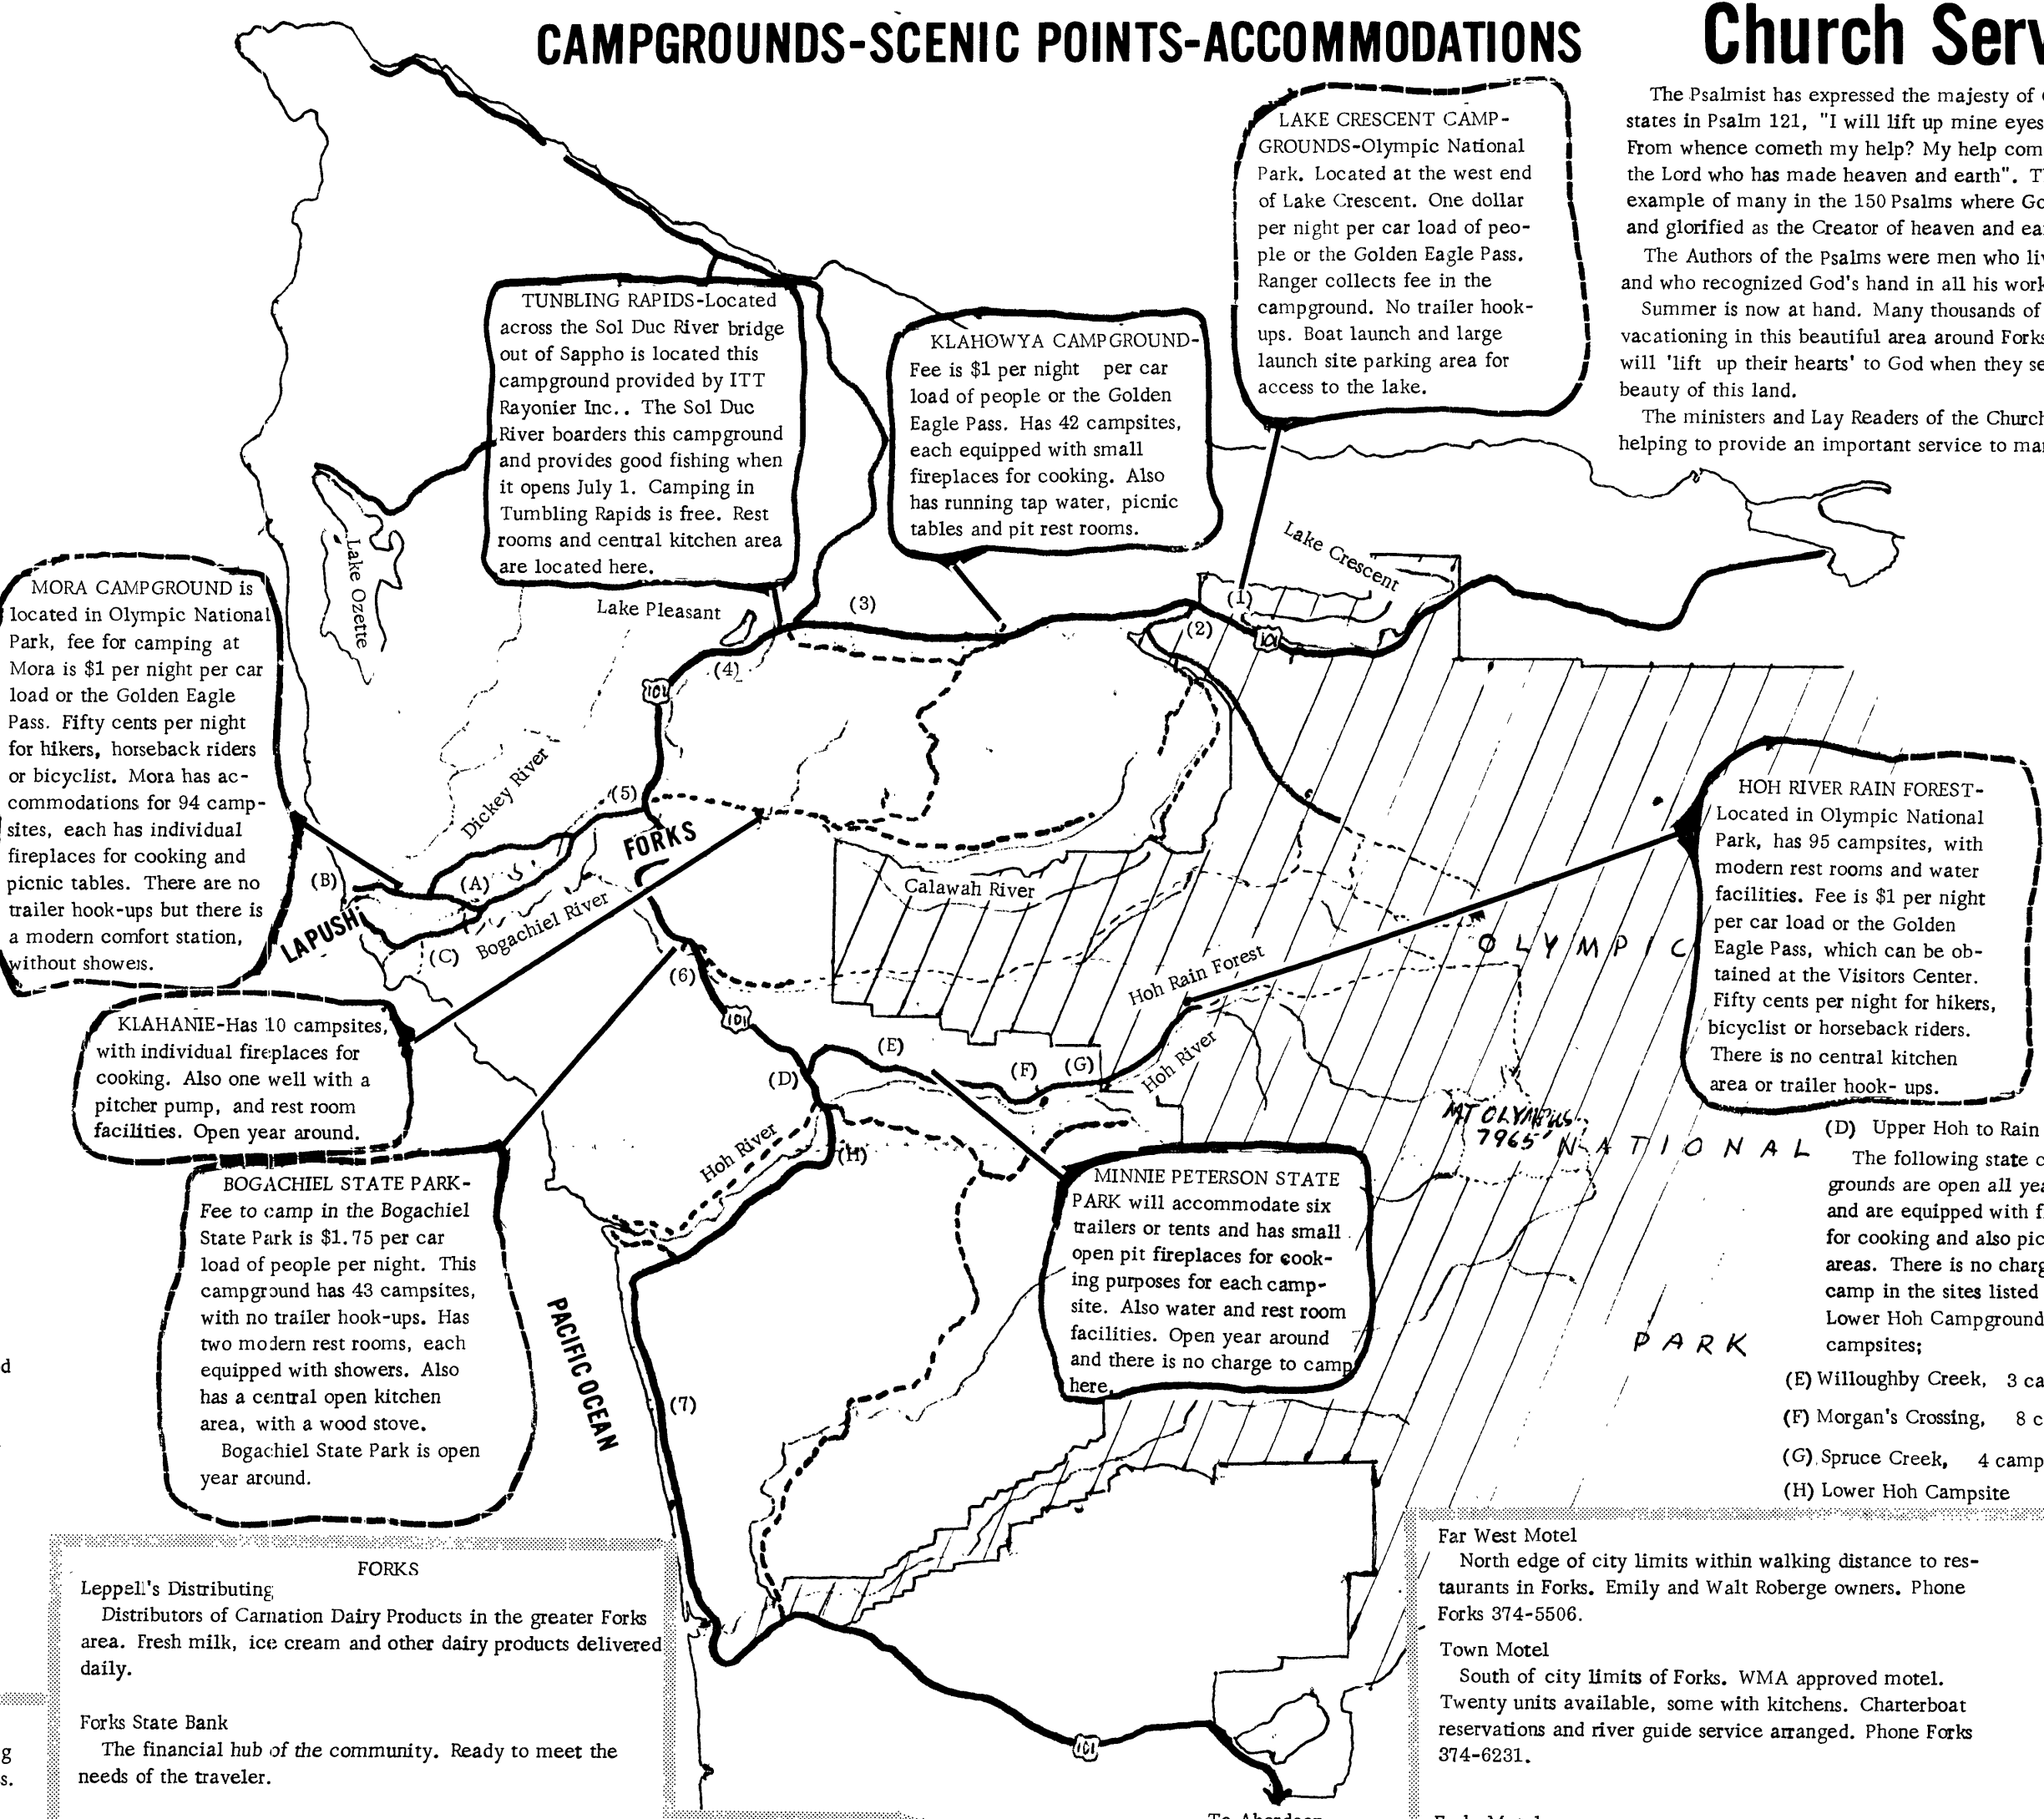 CAMPGROUNDS-SCENIC POINTS-ACCOMMODATIONS
Church Serv
The Psalmist has expressed the majesty of
states in Psalm 121, "I will lift up mine eyes
From whence cometh my help? My help com
the Lord who has made heaven and earth".
example of many in the 150 Psalms where Go
and glorified as the Creator of heaven and ea
The Authors of the Psalms were men who liv
and who recognized God's hand in all his work
Summer is now at hand. Many thousands of
vacationing in this beautiful area around Forks
will 'lift up their hearts' to God when they se
beauty of this land.
The ministers and Lay Readers of the Church
helping to provide an important service to ma
LAKE CRESCENT CAMP-
GROUNDS-Olympic National
Park. Located at the west end
of Lake Crescent. One dollar
per night per car load of peo-
ple or the Golden Eagle Pass.
Ranger collects fee in the
campground. No trailer hook-
ups. Boat launch and large
launch site parking area for
access to the lake.
TUNBLING RAPIDS-Located
across the Sol Duc River bridge
out of Sappho is located this
campground provided by ITT
Rayonier Inc.. The Sol Duc
River boarders this campground
and provides good fishing when
it opens July 1. Camping in
Tumbling Rapids is free. Rest
rooms and central kitchen area
are located here.
KLAHOWYA CAMPGROUND-
Fee is $1 per night per car
load of people or the Golden
Eagle Pass. Has 42 campsites,
each equipped with small
fireplaces for cooking. Also
has running tap water, picnic
tables and pit rest rooms.
MORA CAMPGROUND is
located in Olympic National
Park, fee for camping at
Mora is $1 per night per car
load or the Golden Eagle
Pass. Fifty cents per night
for hikers, horseback riders
or bicyclist. Mora has ac-
commodations for 94 camp-
sites, each has individual
fireplaces for cooking and
picnic tables. There are no
trailer hook-ups but there is
a modern comfort station,
without showers.
Lake Ozette
Lake Pleasant
Lake Crescent
(1)
(2)
(3)
(4)
101
101
(5)
Dickey River
FORKS
(B)
(A)
LAPUSH
(C)
Bogachiel River
Calawah River
(6)
101
Hoh Rain Forest
OLYMPIC
HOH RIVER RAIN FOREST-
Located in Olympic National
Park, has 95 campsites, with
modern rest rooms and water
facilities. Fee is $1 per night
per car load or the Golden
Eagle Pass, which can be ob-
tained at the Visitors Center.
Fifty cents per night for hikers,
bicyclist or horseback riders.
There is no central kitchen
area or trailer hook- ups.
KLAHANIE-Has 10 campsites,
with individual fireplaces for
cooking. Also one well with a
pitcher pump, and rest room
facilities. Open year around.
(D)
(E)
(F)
(G)
Hoh River
Hoh River
(H)
MT OLYMPUS
7965'
NATIONAL
PARK
BOGACHIEL STATE PARK-
Fee to camp in the Bogachiel
State Park is $1.75 per car
load of people per night. This
campground has 43 campsites,
with no trailer hook-ups. Has
two modern rest rooms, each
equipped with showers. Also
has a central open kitchen
area, with a wood stove.
Bogachiel State Park is open
year around.
MINNIE PETERSON STATE
PARK will accommodate six
trailers or tents and has small
open pit fireplaces for cook-
ing purposes for each camp-
site. Also water and rest room
facilities. Open year around
and there is no charge to camp
here.
PACIFIC OCEAN
(7)
101
(D) Upper Hoh to Rain
The following state c
grounds are open all yea
and are equipped with f
for cooking and also pic
areas. There is no charg
camp in the sites listed
Lower Hoh Campground
campsites;
(E) Willoughby Creek, 3 ca
(F) Morgan's Crossing, 8 c
(G) Spruce Creek, 4 camp
(H) Lower Hoh Campsite
d
g
s.
FORKS
Leppell's Distributing
Distributors of Carnation Dairy Products in the greater Forks
area. Fresh milk, ice cream and other dairy products delivered
daily.
Forks State Bank
The financial hub of the community. Ready to meet the
needs of the traveler.
Far West Motel
North edge of city limits within walking distance to res-
taurants in Forks. Emily and Walt Roberge owners. Phone
Forks 374-5506.
Town Motel
South of city limits of Forks. WMA approved motel.
Twenty units available, some with kitchens. Charterboat
reservations and river guide service arranged. Phone Forks
374-6231.